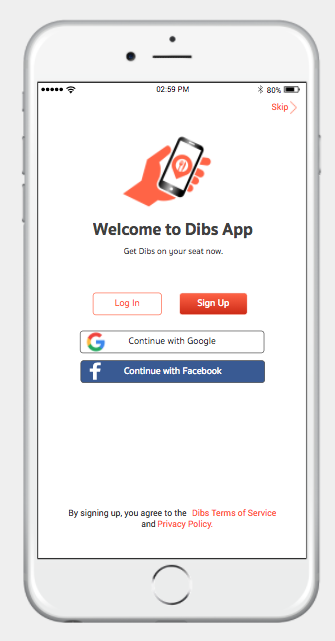 02:59 PM
80%
Skip
Welcome to Dibs App
Get Dibs on your seat now.
Log In
Sign Up
Continue with Google
Continue with Facebook
By signing up, you agree to the Dibs Terms of Service
and Privacy Policy.